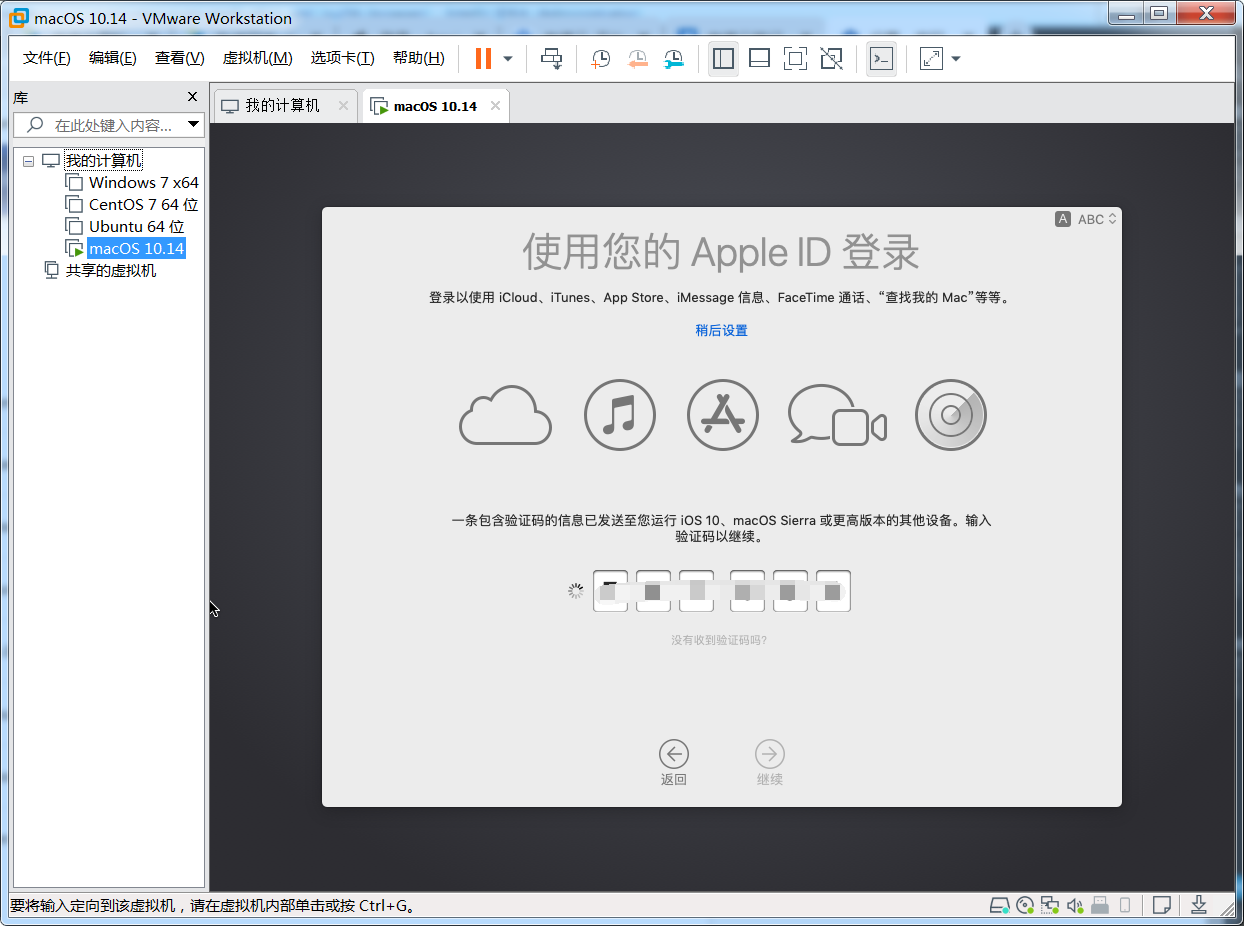 macOS 10.14 - VMware Workstation
文件(F) 编辑(E) 查看(V) 虚拟机(M) 选项卡(T) 帮助(H)
库
在此处键入内容...
我的计算机
Windows 7 x64
CentOS 7 64 位
Ubuntu 64 位
macOS 10.14
共享的虚拟机
我的计算机 macOS 10.14
A ABC
使用您的 Apple ID 登录
登录以使用 iCloud、iTunes、App Store、iMessage 信息、FaceTime 通话、“查找我的 Mac”等等。
稍后设置
一条包含验证码的信息已发送至您运行 iOS 10、macOS Sierra 或更高版本的其他设备。输入
验证码以继续。
没有收到验证码吗?
返回 继续
要将输入定向到该虚拟机，请在虚拟机内部单击或按 Ctrl+G。